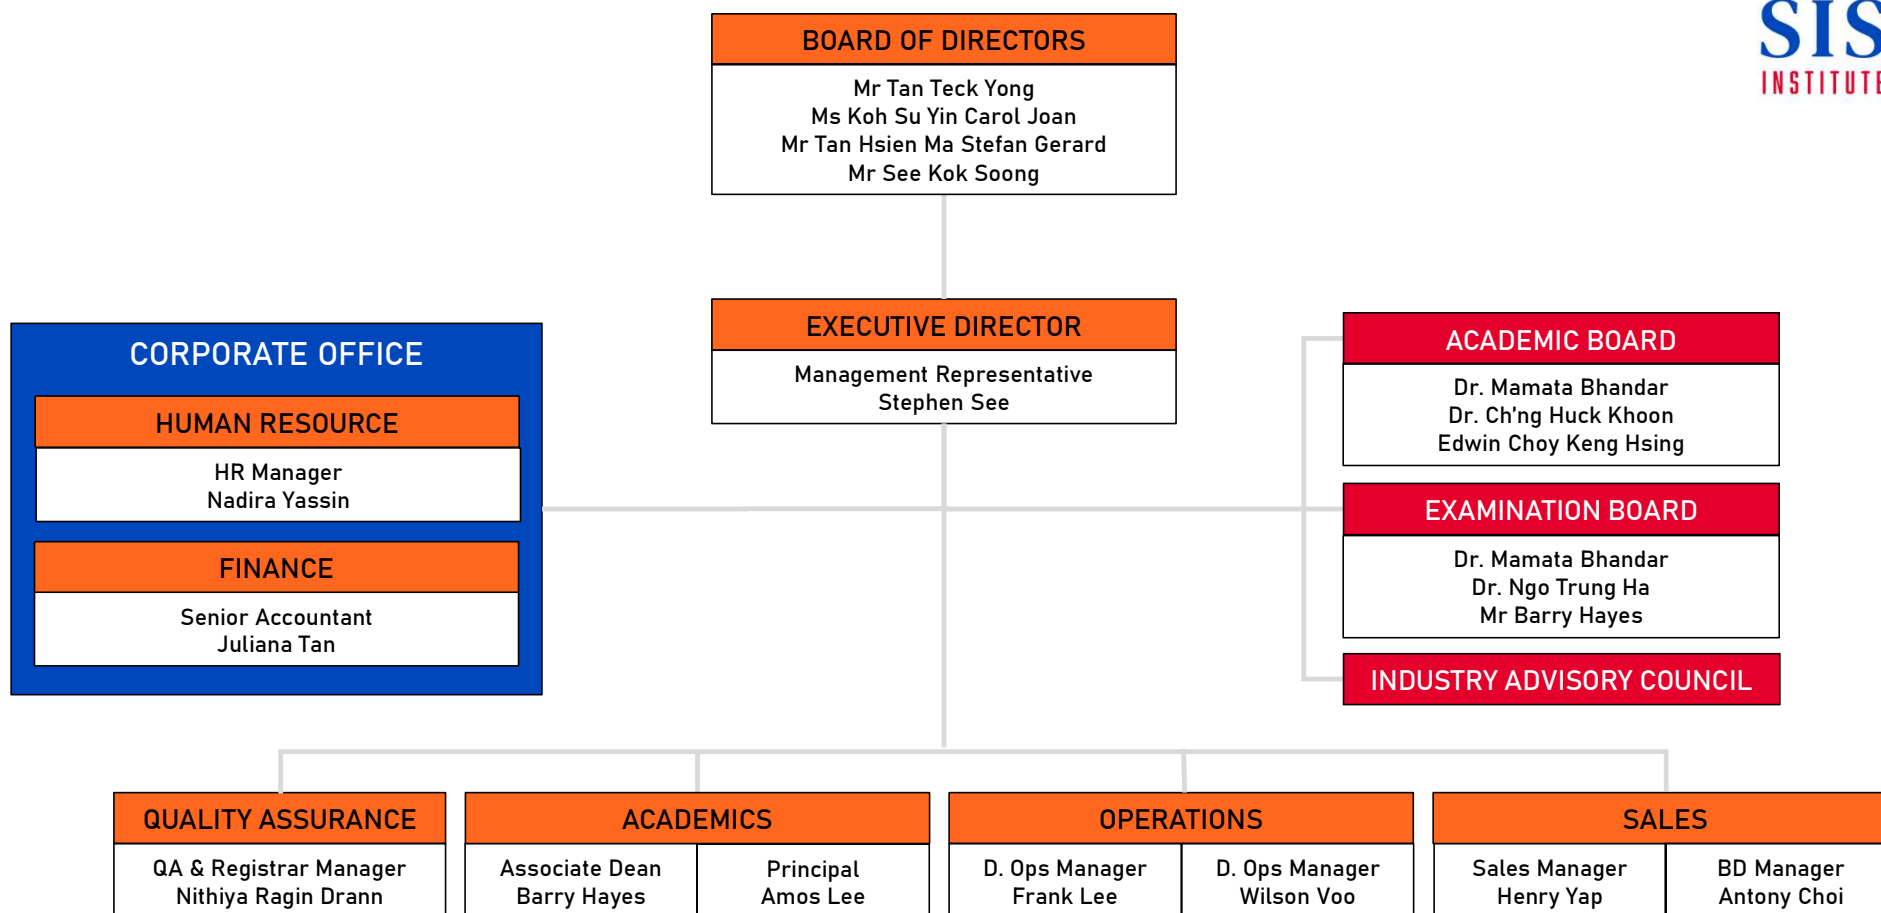 SIS
INSTITUTE
BOARD OF DIRECTORS
Mr Tan Teck Yong
Ms Koh Su Yin Carol Joan
Mr Tan Hsien Ma Stefan Gerard
Mr See Kok Soong
EXECUTIVE DIRECTOR
Management Representative
Stephen See
CORPORATE OFFICE
HUMAN RESOURCE
HR Manager
Nadira Yassin
FINANCE
Senior Accountant
Juliana Tan
ACADEMIC BOARD
Dr. Mamata Bhandar
Dr. Ch'ng Huck Khoon
Edwin Choy Keng Hsing
EXAMINATION BOARD
Dr. Mamata Bhandar
Dr. Ngo Trung Ha
Mr Barry Hayes
INDUSTRY ADVISORY COUNCIL
QUALITY ASSURANCE
QA & Registrar Manager
Nithiya Ragin Drann
ACADEMICS
Associate Dean
Barry Hayes
Principal
Amos Lee
OPERATIONS
D. Ops Manager
Frank Lee
D. Ops Manager
Wilson Voo
SALES
Sales Manager
Henry Yap
BD Manager
Antony Choi